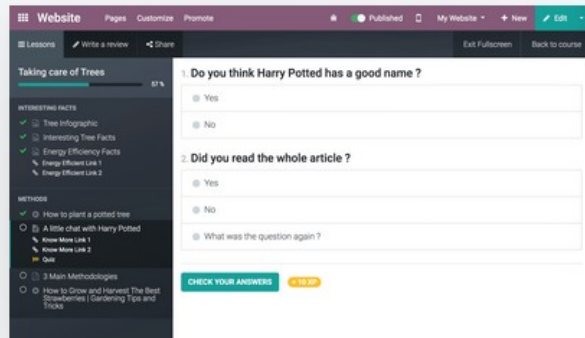 Website Pages Customize Promote Published My Website + New Edit
Lessons Write a review Share Exit Fullscreen Back to course
Taking care of Trees
57 %
INTERESTING FACTS
Tree Infographic
Interesting Tree Facts
Energy Efficiency Facts
Energy Efficient Link 1
Energy Efficient Link 2
METHODS
How to plant a potted tree
A little chat with Harry Potted
Know More Link 1
Know More Link 2
Quiz
3 Main Methodologies
How to Grow and Harvest The Best
Strawberries | Gardening Tips and
Tricks
1. Do you think Harry Potted has a good name ?
Yes
No
2. Did you read the whole article ?
Yes
No
What was the question again ?
CHECK YOUR ANSWERS + 10 XP